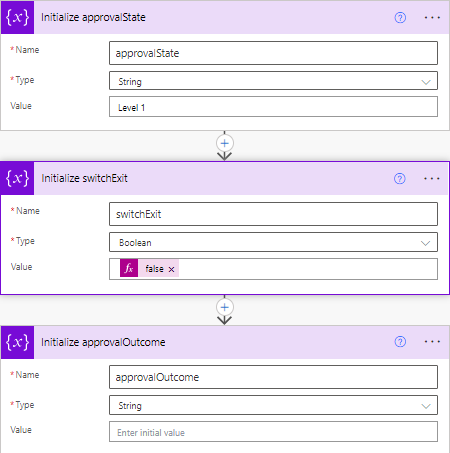 {x} Initialize approvalState ? ...
* Name approvalState
* Type String
Value Level 1
+
{x} Initialize switchExit ? ...
* Name switchExit
* Type Boolean
Value fx false ×
+
{x} Initialize approvalOutcome ? ...
* Name approvalOutcome
* Type String
Value Enter initial value